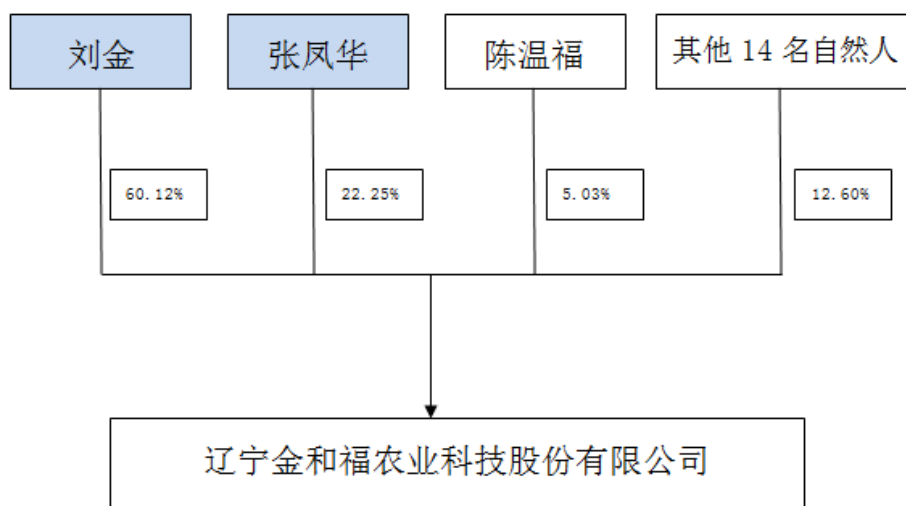 刘金
张凤华
陈温福
其他 14 名自然人
60.12%
22.25%
5.03%
12.60%
辽宁金和福农业科技股份有限公司